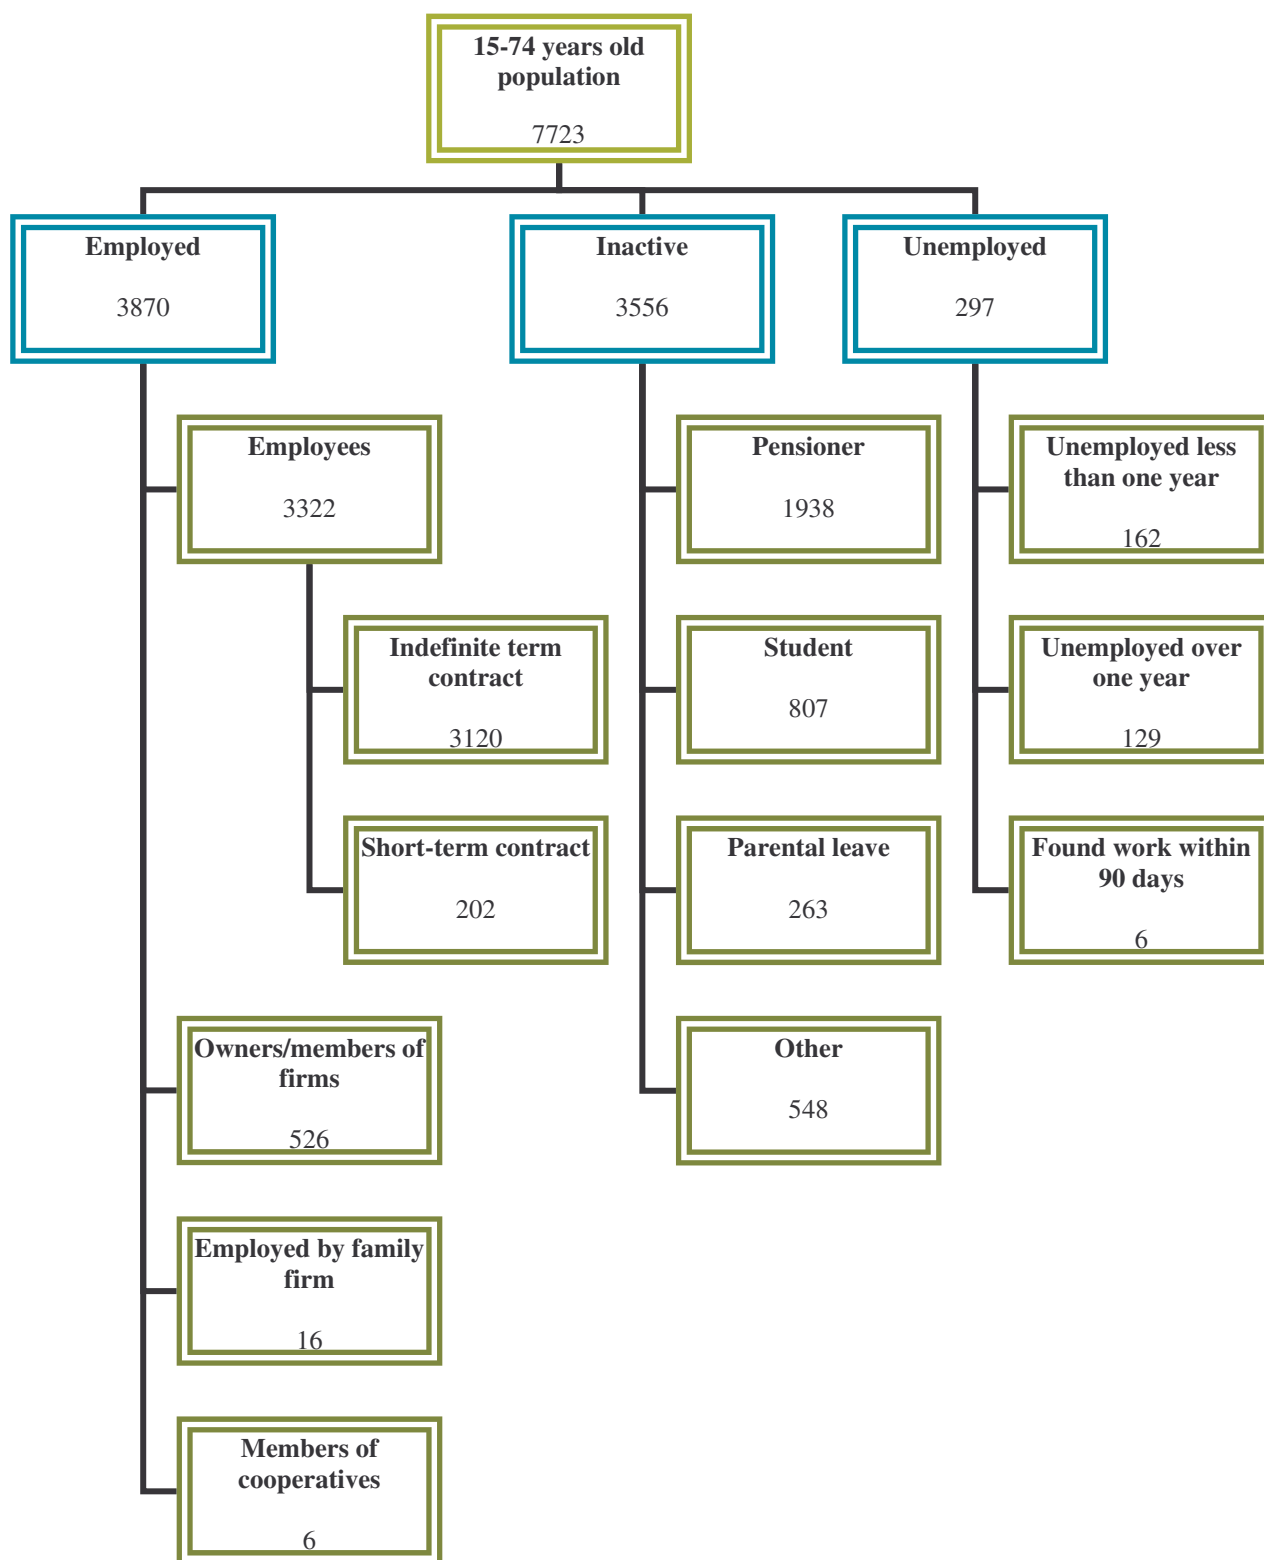 15-74 years old
population
7723
Employed
3870
Inactive
3556
Unemployed
297
Employees
3322
Pensioner
1938
Unemployed less
than one year
162
Indefinite term
contract
3120
Student
807
Unemployed over
one year
129
Short-term contract
202
Parental leave
263
Found work within
90 days
6
Owners/members of
firms
526
Other
548
Employed by family
firm
16
Members of
cooperatives
6